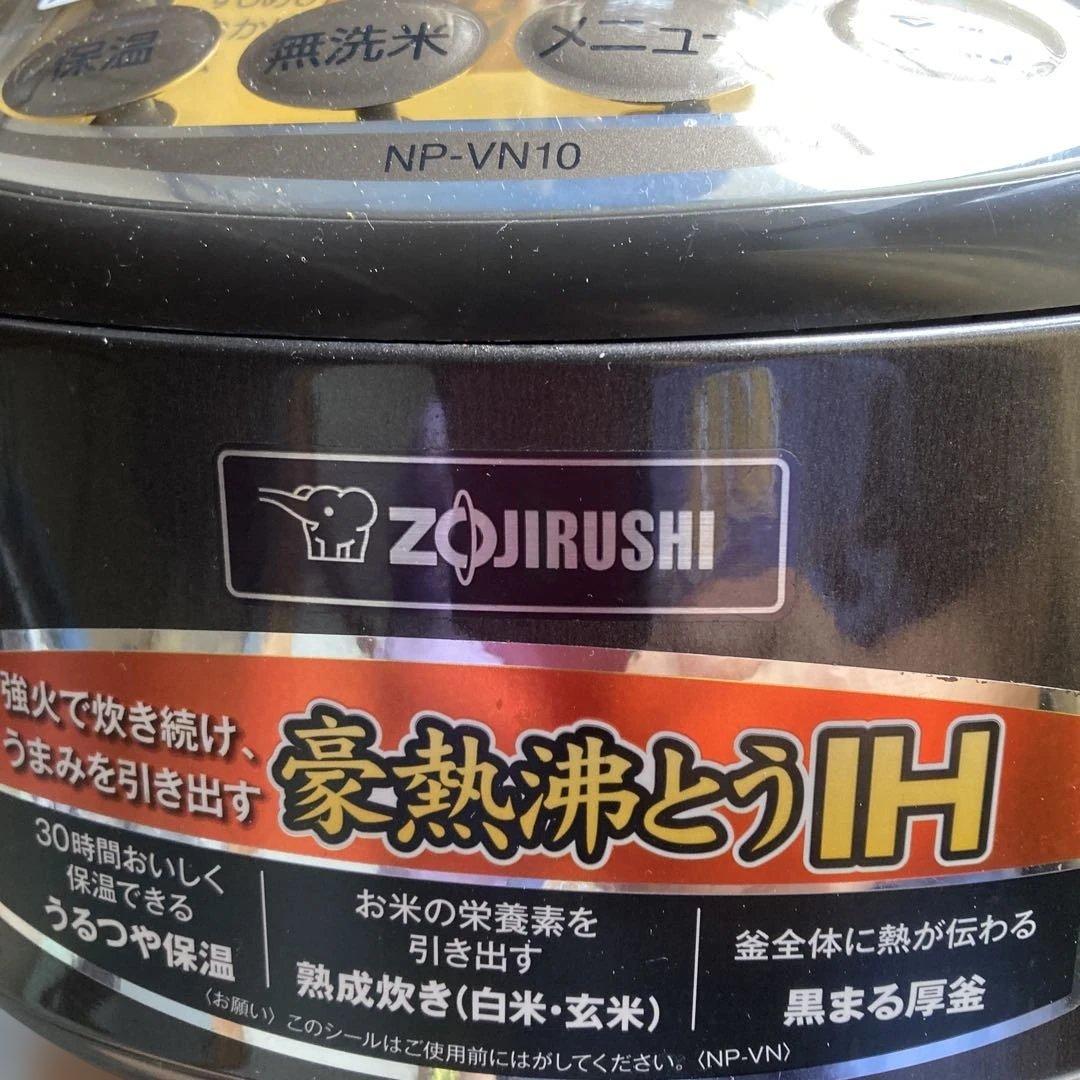 保温
無洗米
メニュー
NP-VN10
ZOJIRUSHI
強火で炊き続け、
うまみを引き出す
豪熱沸とうIH
30時間おいしく
保温できる
うるつや保温
お米の栄養素を
引き出す
熟成炊き(白米・玄米)
釜全体に熱が伝わる
黒まる厚釜
〈お願い〉このシールはご使用前にはがしてください。〈NP-VN〉